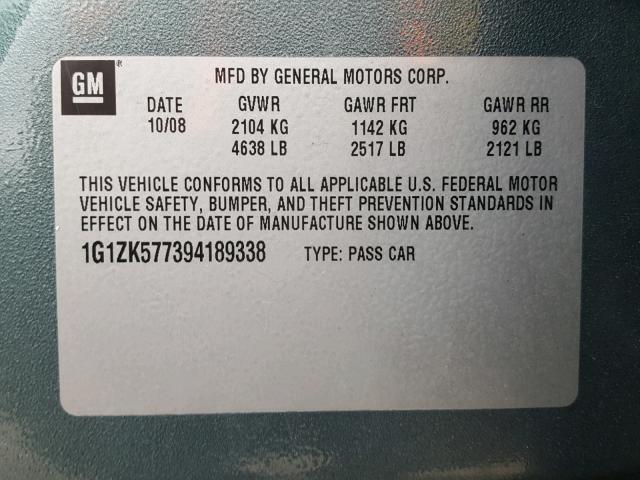 GM®
MFD BY GENERAL MOTORS CORP.
DATE GVWR GAWR FRT GAWR RR
10/08 2104 KG 1142 KG 962 KG
4638 LB 2517 LB 2121 LB
THIS VEHICLE CONFORMS TO ALL APPLICABLE U.S. FEDERAL MOTOR
VEHICLE SAFETY, BUMPER, AND THEFT PREVENTION STANDARDS IN
EFFECT ON THE DATE OF MANUFACTURE SHOWN ABOVE.
1G1ZK577394189338 TYPE: PASS CAR